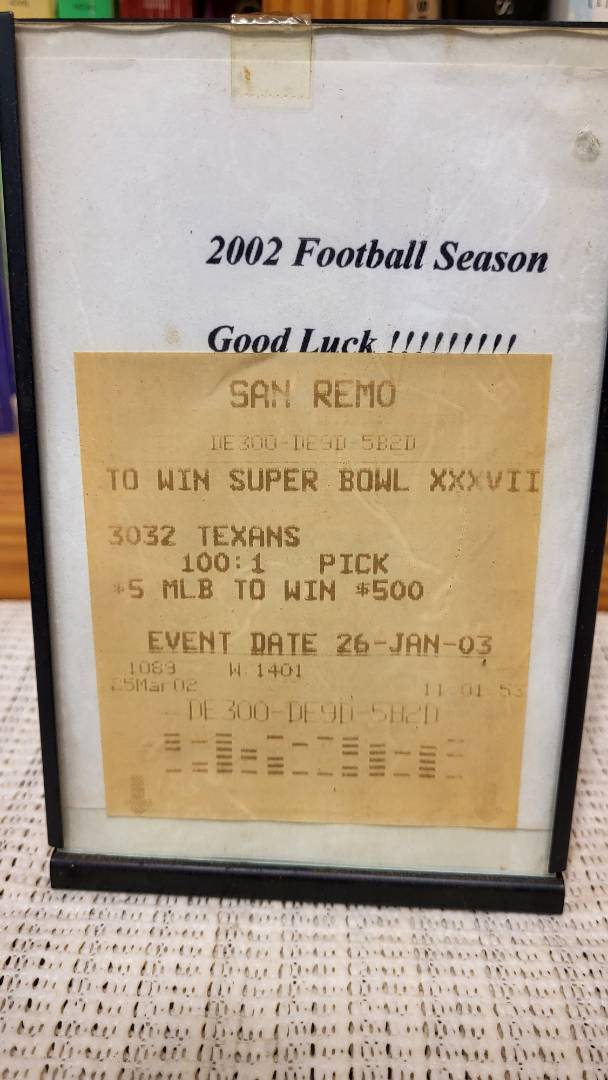 2002 Football Season
Good Luck !!!!!!!!!
SAN REMO
DE300-DE9D-5B2D
TO WIN SUPER BOWL XXXVII
3032 TEXANS
100:1 PICK
$5 MLB TO WIN $500
EVENT DATE 26-JAN-03
1089 W 1401
25Mar02 11 01 53
DE300-DE9D-5B2D